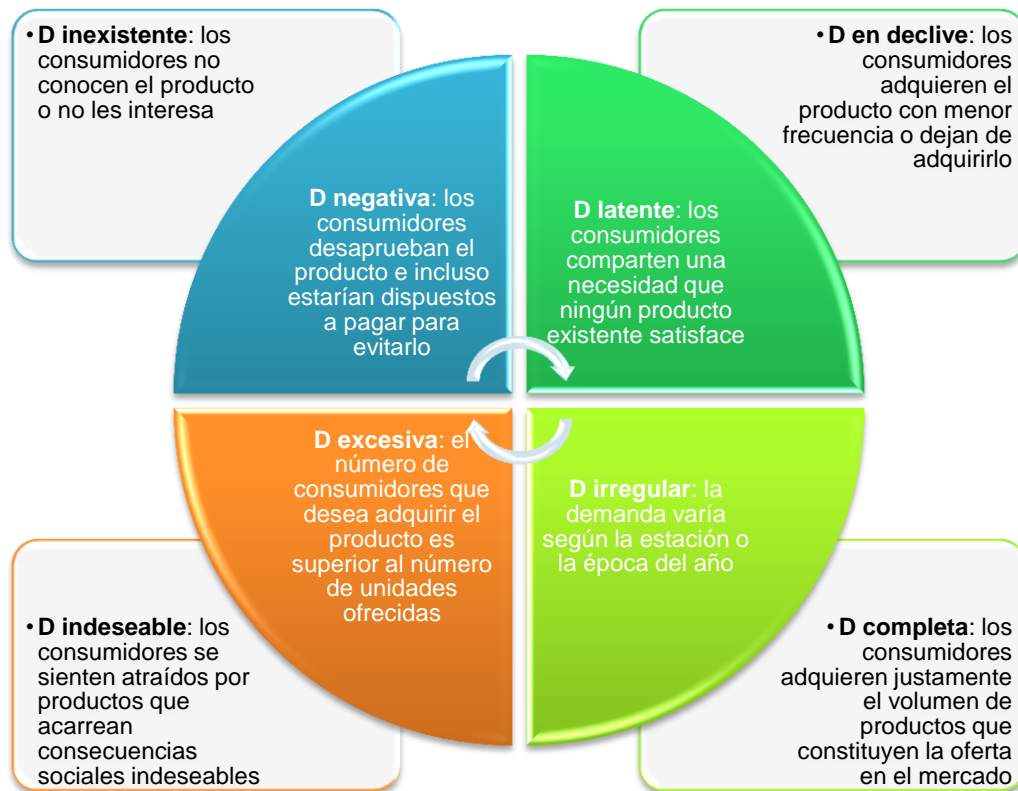 • D inexistente: los
consumidores no
conocen el producto
o no les interesa
• D en declive: los
consumidores
adquieren el
producto con menor
frecuencia o dejan de
adquirirlo
D negativa: los
consumidores
desaprueban el
producto e incluso
estarían dispuestos
a pagar para
evitarlo
D latente: los
consumidores
comparten una
necesidad que
ningún producto
existente satisface
D excesiva: el
número de
consumidores que
desea adquirir el
producto es
superior al número
de unidades
ofrecidas
D irregular: la
demanda varía
según la estación o
la época del año
• D indeseable: los
consumidores se
sienten atraídos por
productos que
acarrean
consecuencias
sociales indeseables
• D completa: los
consumidores
adquieren justamente
el volumen de
productos que
constituyen la oferta
en el mercado